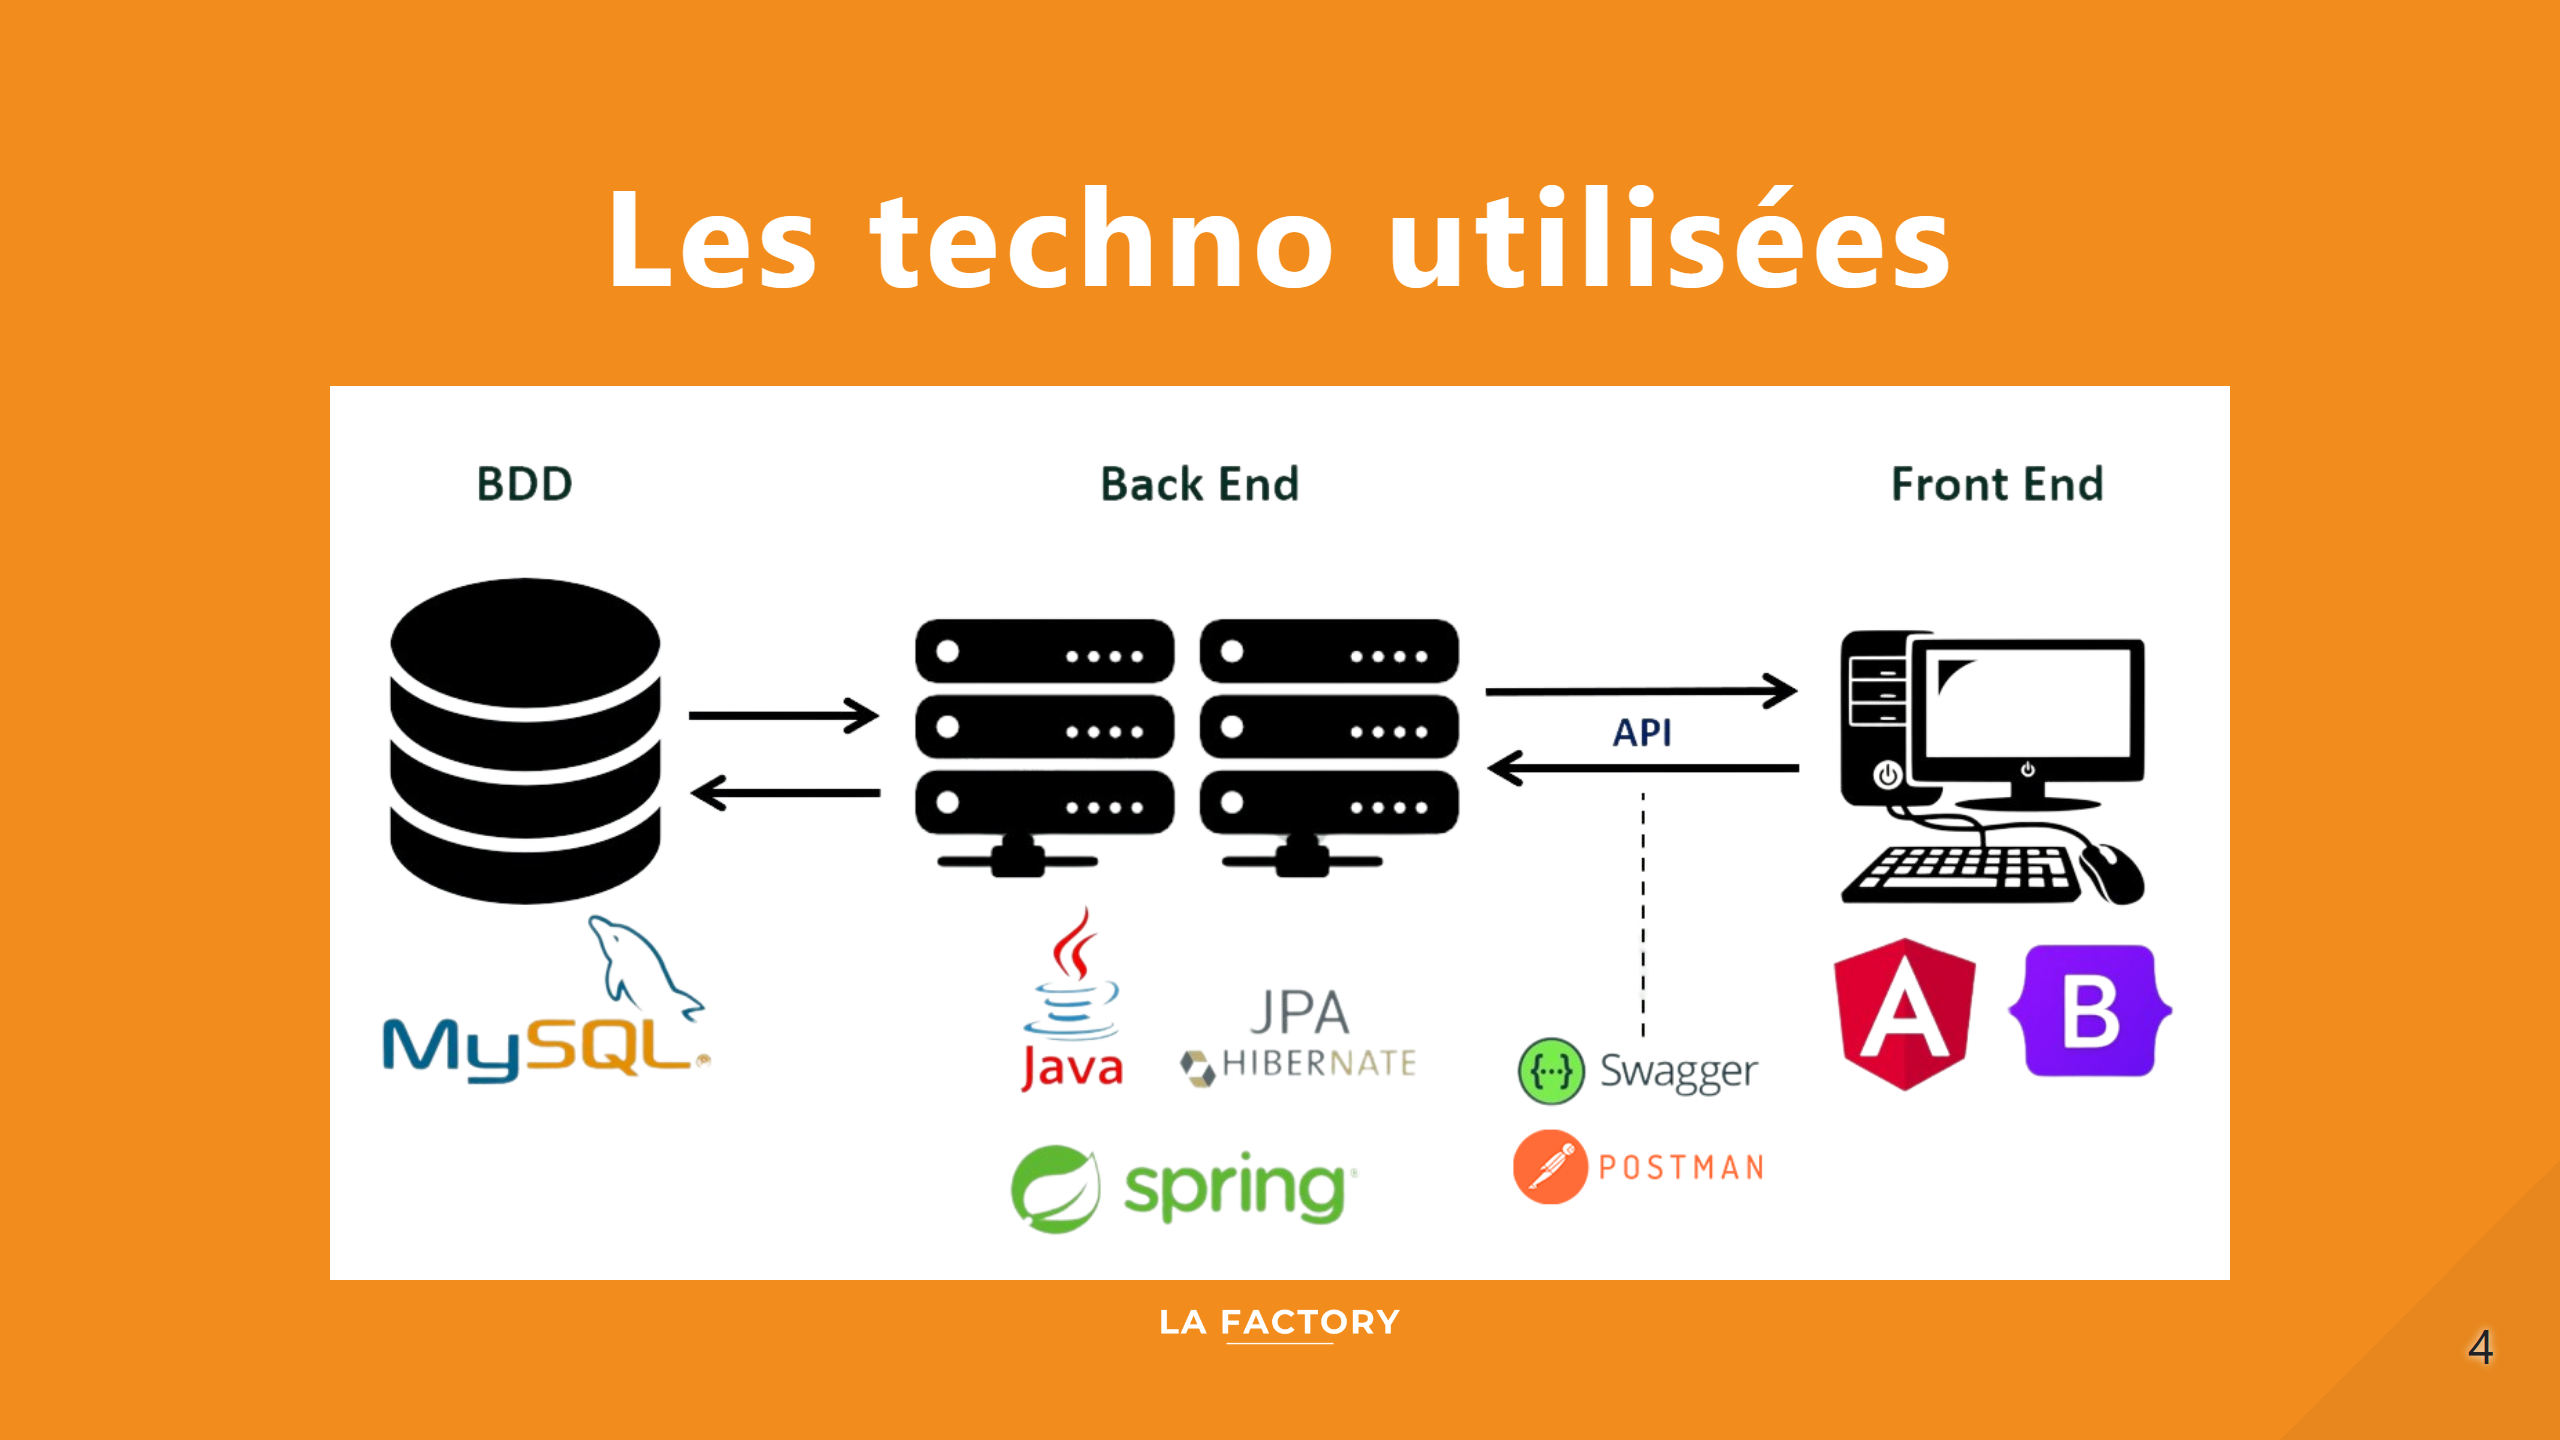 Les techno utilisées
BDD
Back End
Front End
API
MySQL
Java
JPA
HIBERNATE
spring
Swagger
POSTMAN
A
B
LA FACTORY
4